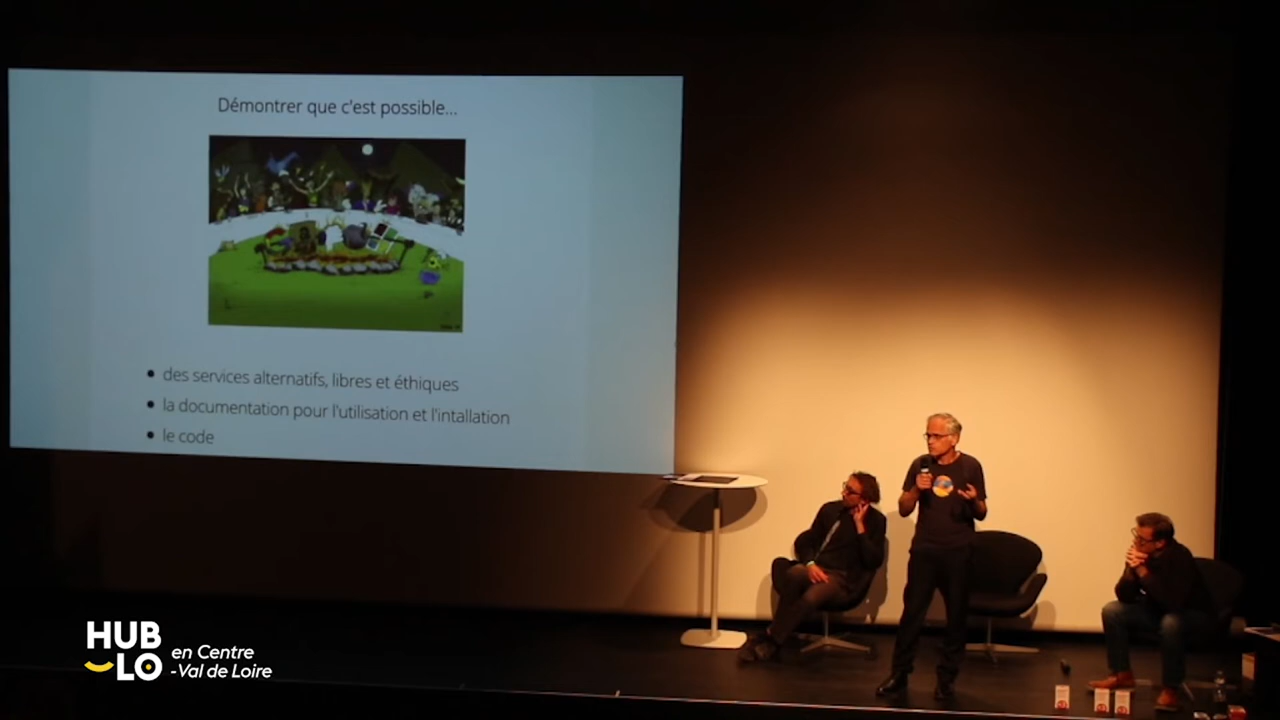 Démontrer que c'est possible...
des services alternatifs, libres et éthiques
la documentation pour l'utilisation et l'intallation
le code
HUB
LO
en Centre
-Val de Loire